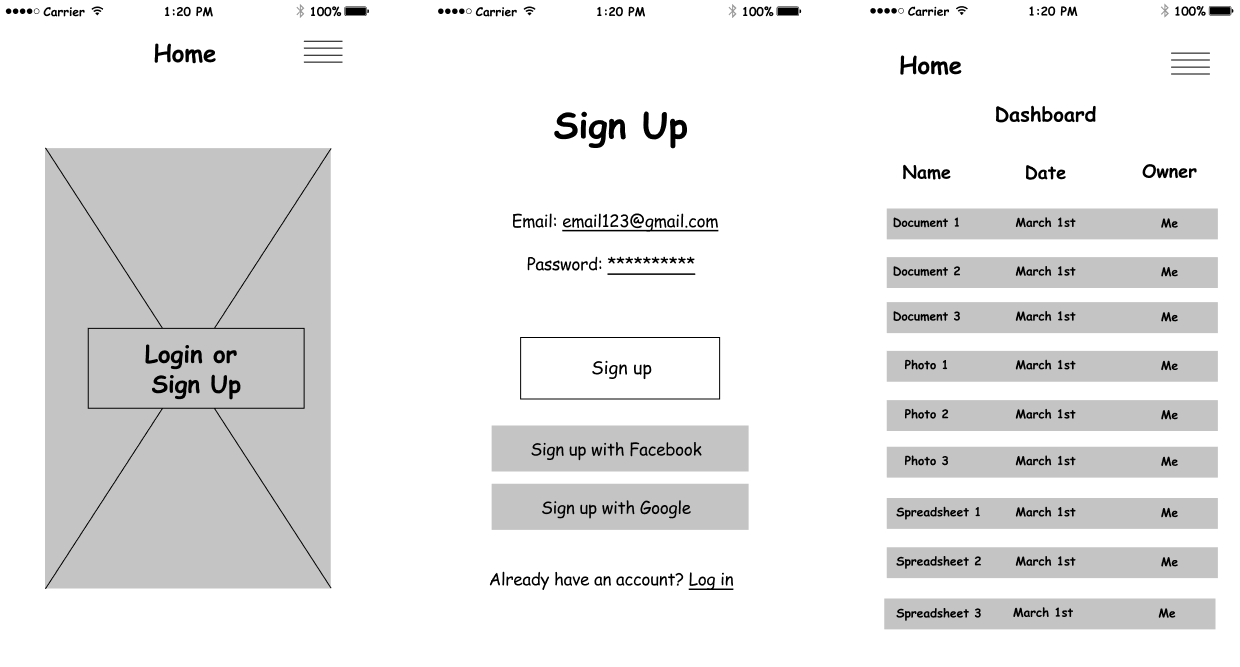 Carrier 1:20 PM 100%
Home
Login or
Sign Up
Carrier 1:20 PM 100%
Sign Up
Email: email123@gmail.com
Password: **********
Sign up
Sign up with Facebook
Sign up with Google
Already have an account? Log in
Carrier 1:20 PM 100%
Home
Dashboard
Name Date Owner
Document 1 March 1st Me
Document 2 March 1st Me
Document 3 March 1st Me
Photo 1 March 1st Me
Photo 2 March 1st Me
Photo 3 March 1st Me
Spreadsheet 1 March 1st Me
Spreadsheet 2 March 1st Me
Spreadsheet 3 March 1st Me